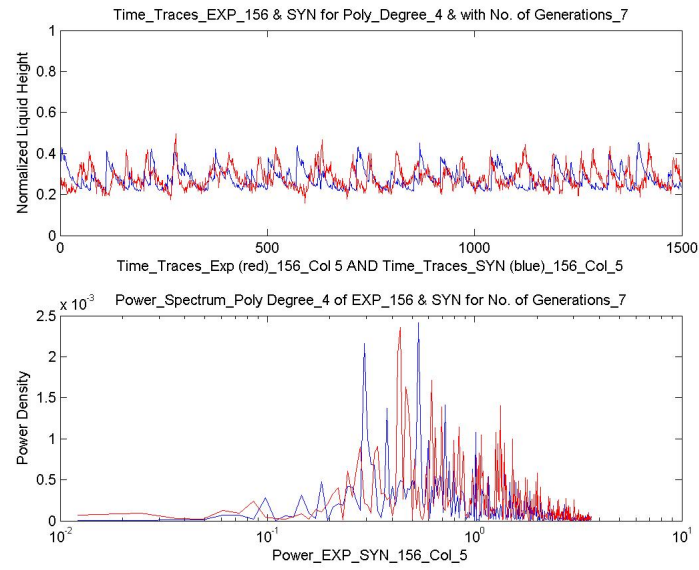 Time_Traces_EXP_156 & SYN for Poly_Degree_4 & with No. of Generations_7
Normalized Liquid Height
1
0.8
0.6
0.4
0.2
0
0 500 1000 1500
Time_Traces_Exp (red)_156_Col 5 AND Time_Traces_SYN (blue)_156_Col_5
x 10^-3
Power_Spectrum_Poly Degree_4 of EXP_156 & SYN for No. of Generations_7
Power Density
2.5
2
1.5
1
0.5
0
10^-2 10^-1 10^0 10^1
Power_EXP_SYN_156_Col_5